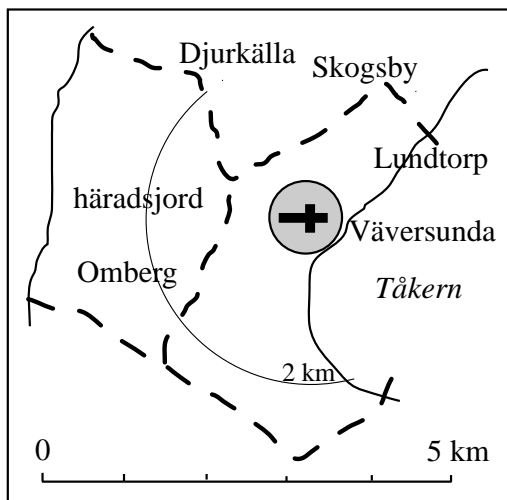 Djurkälla
Skogsby
Lundtorp
häradsjord
Väversunda
Omberg
Tåkern
2 km
0
5 km